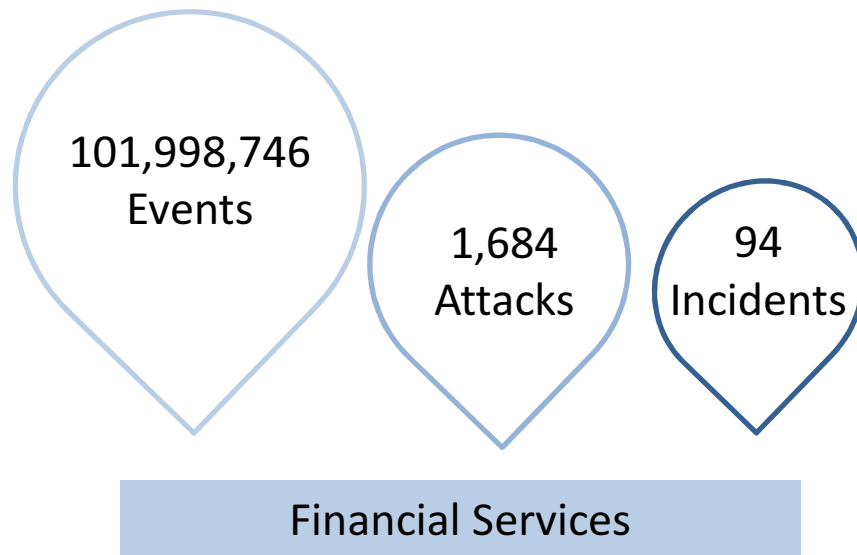 101,998,746
Events
1,684
Attacks
94
Incidents
Financial Services